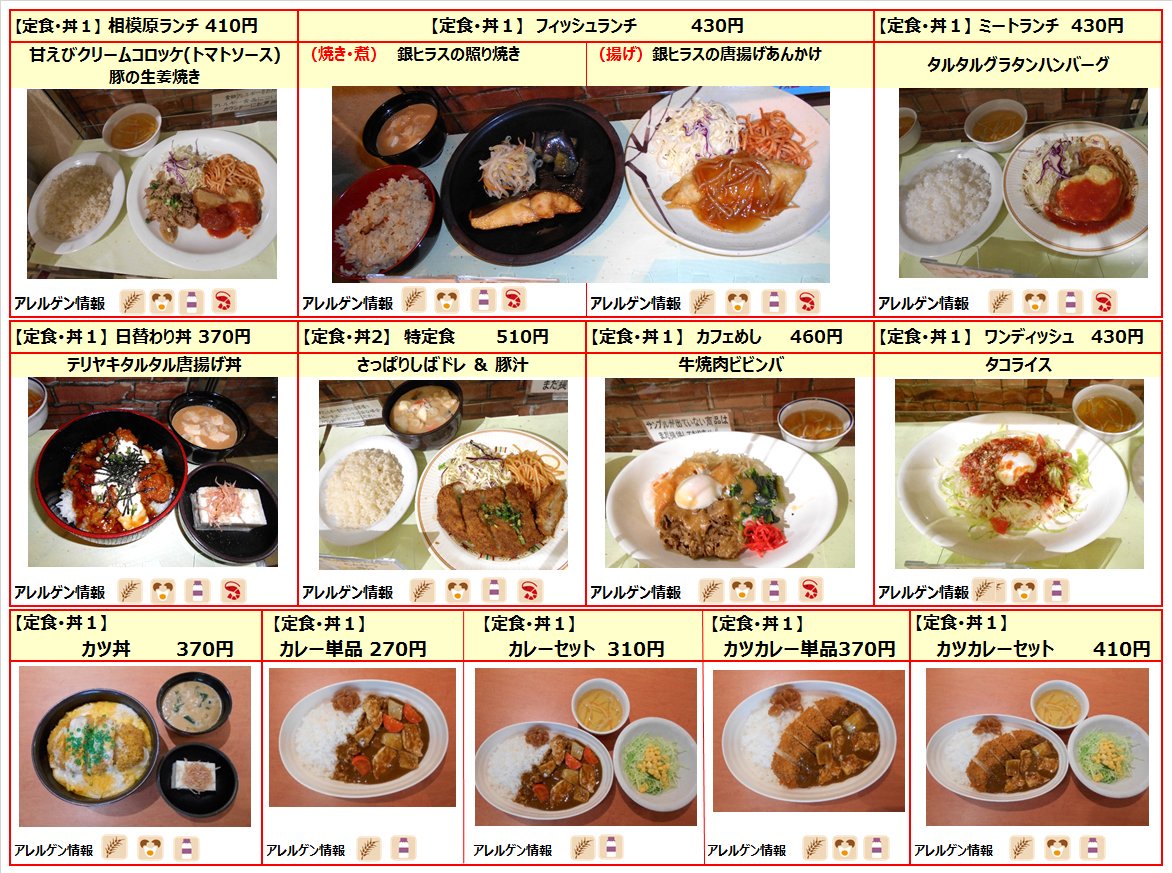 【定食・丼１】 相模原ランチ 410円
甘えびクリームコロッケ(トマトソース)
豚の生姜焼き
アレルゲン情報
【定食・丼１】 フィッシュランチ 430円
(焼き・煮) 銀ヒラスの照り焼き
アレルゲン情報
(揚げ) 銀ヒラスの唐揚げあんかけ
アレルゲン情報
【定食・丼１】 ミートランチ 430円
タルタルグラタンハンバーグ
アレルゲン情報
【定食・丼１】 日替わり丼 370円
テリヤキタルタル唐揚げ丼
アレルゲン情報
【定食・丼2】 特定食 510円
さっぱりしばドレ ＆ 豚汁
アレルゲン情報
【定食・丼１】 カフェめし 460円
牛焼肉ビビンバ
サンプルが出ていない商品は
アレルゲン情報
【定食・丼１】 ワンディッシュ 430円
タコライス
アレルゲン情報
【定食・丼１】
カツ丼 370円
アレルゲン情報
【定食・丼１】
カレー単品 270円
アレルゲン情報
【定食・丼１】
カレーセット 310円
アレルゲン情報
【定食・丼１】
カツカレー単品370円
アレルゲン情報
【定食・丼１】
カツカレーセット 410円
アレルゲン情報